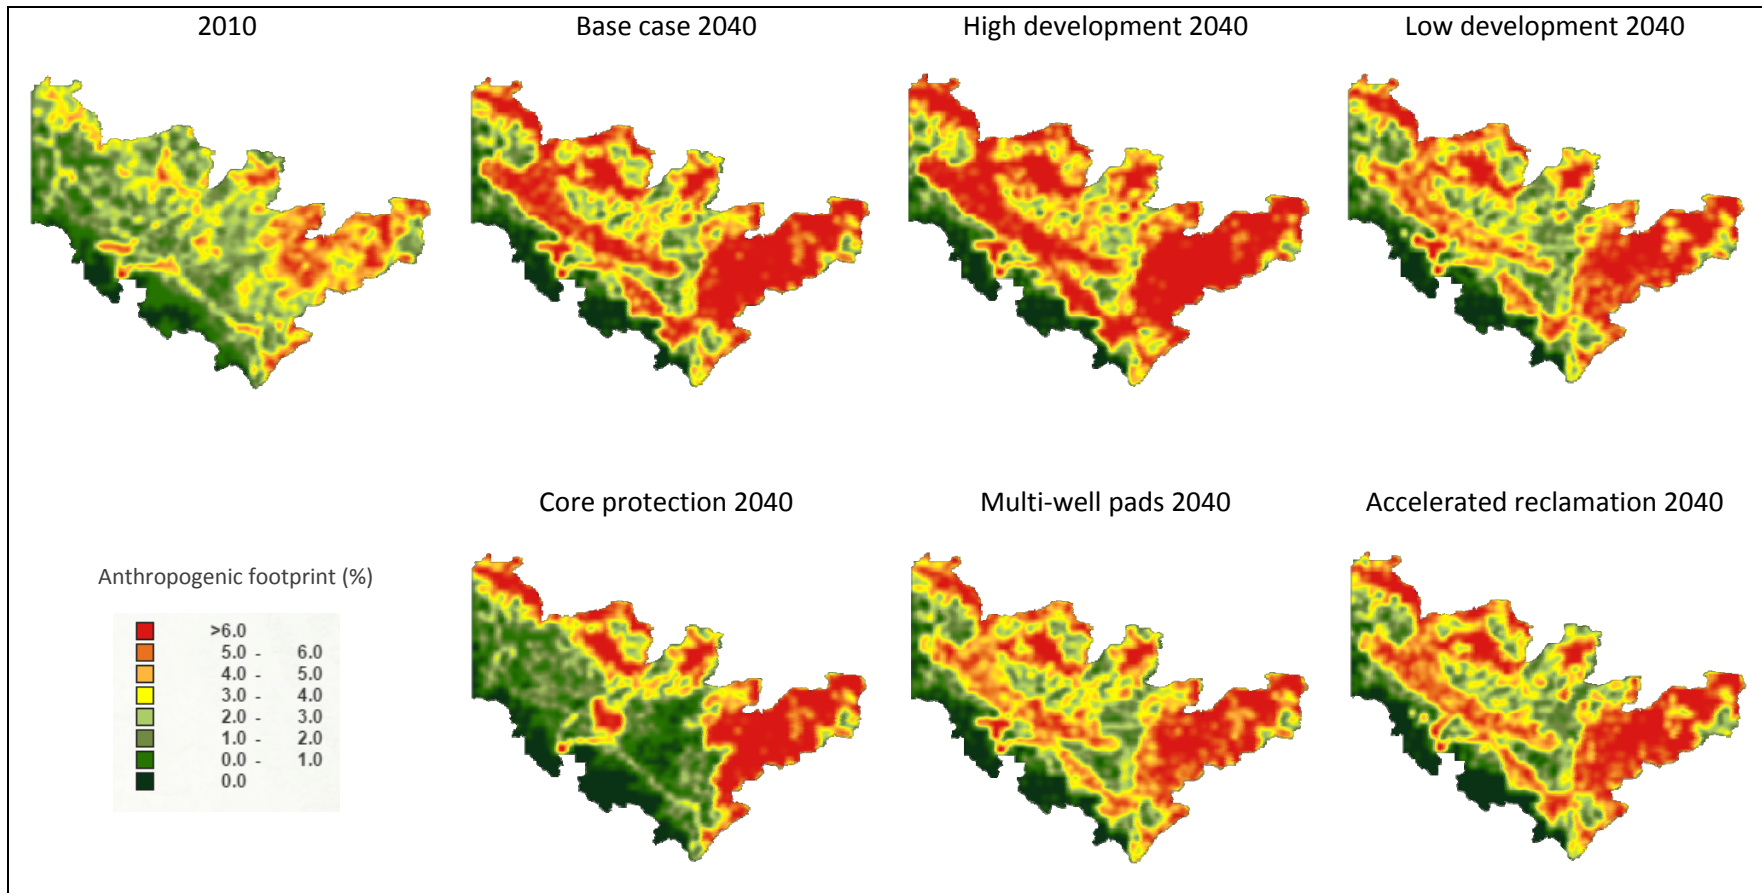 2010
Base case 2040
High development 2040
Low development 2040
Core protection 2040
Multi-well pads 2040
Accelerated reclamation 2040
Anthropogenic footprint (%)
>6.0
5.0 - 6.0
4.0 - 5.0
3.0 - 4.0
2.0 - 3.0
1.0 - 2.0
0.0 - 1.0
0.0